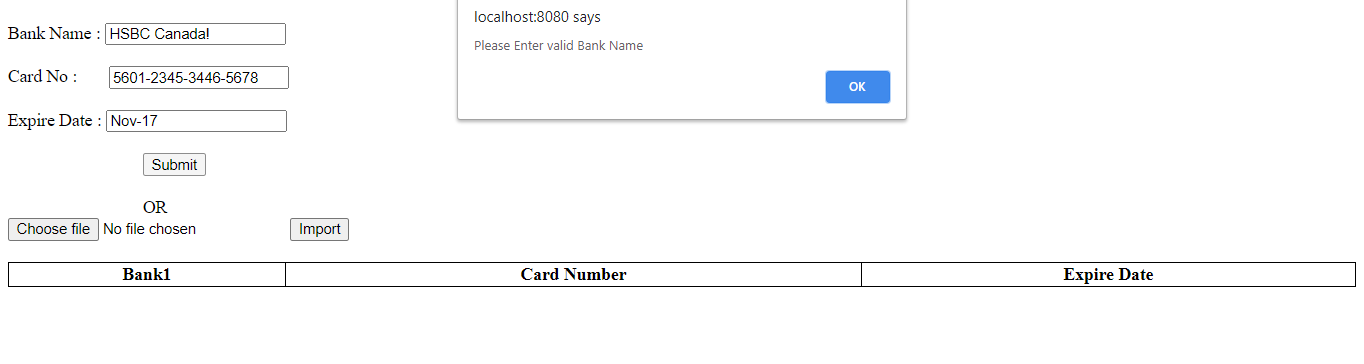 localhost:8080 says
Please Enter valid Bank Name
OK
Bank Name : HSBC Canada!
Card No : 5601-2345-3446-5678
Expire Date : Nov-17
Submit
OR
Choose file No file chosen Import
Bank1 Card Number Expire Date